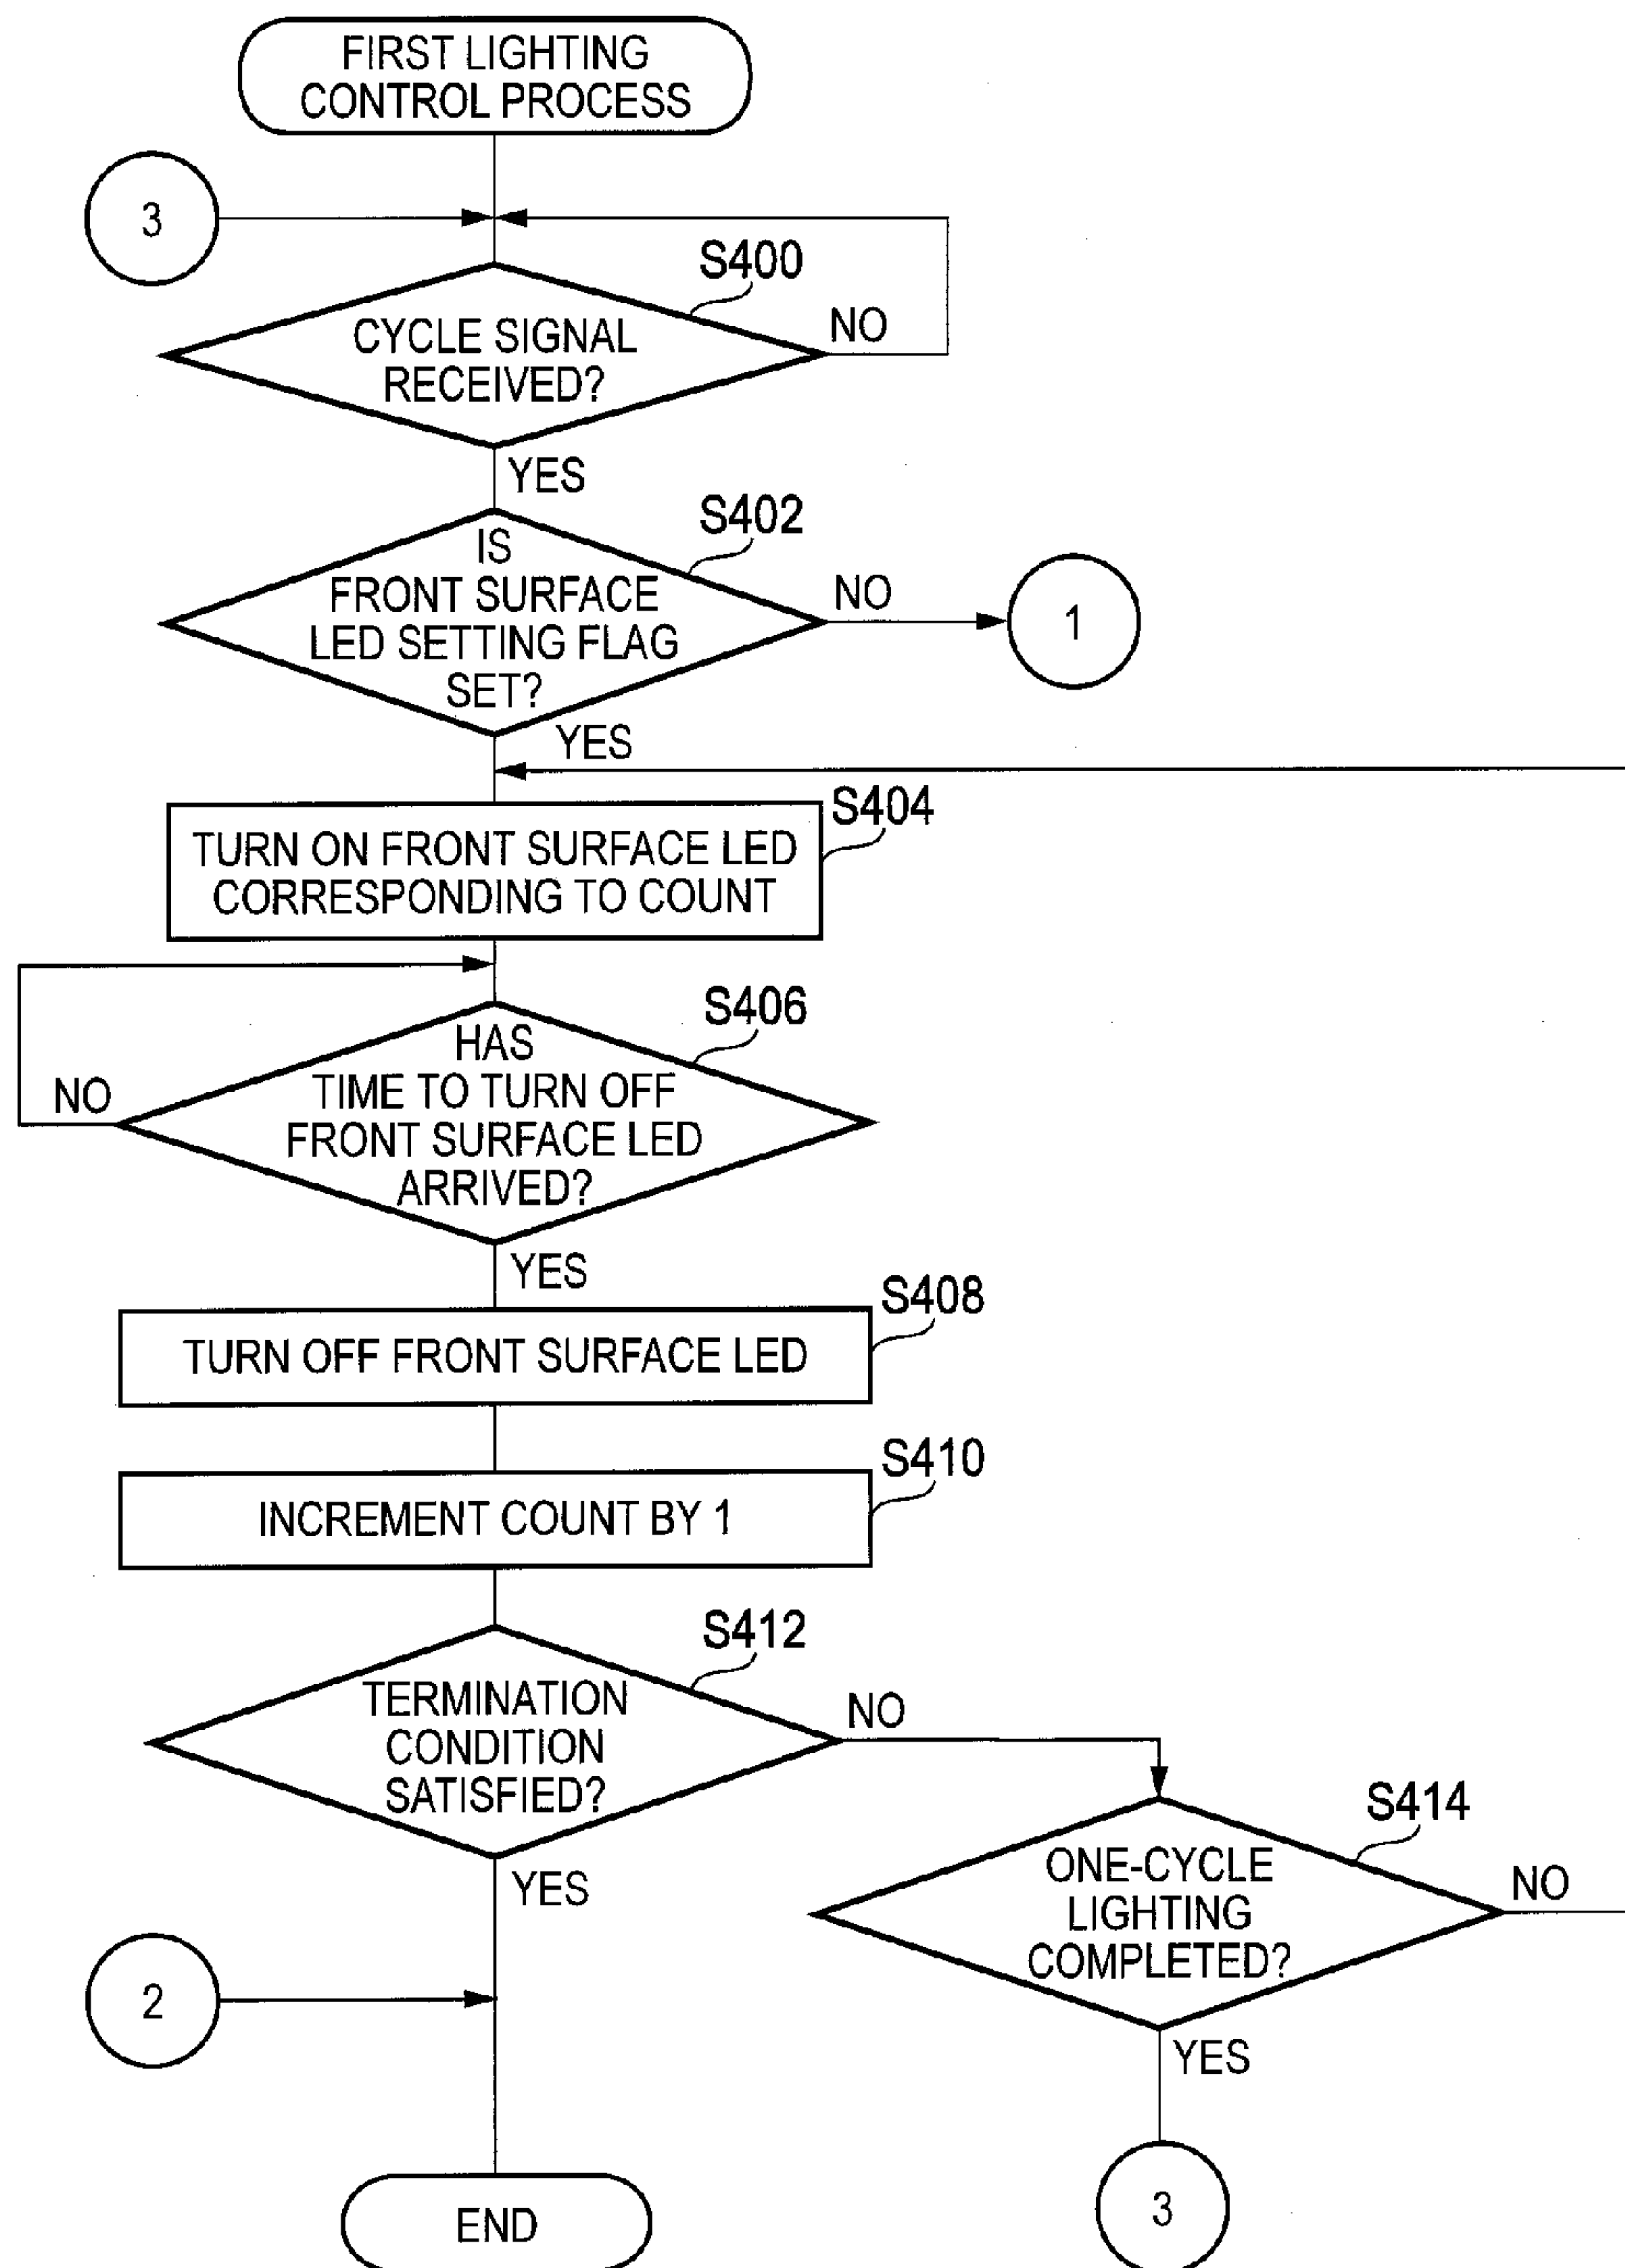 FIRST LIGHTING
CONTROL PROCESS
3
S400
CYCLE SIGNAL
RECEIVED?
NO
YES
S402
IS
FRONT SURFACE
LED SETTING FLAG
SET?
NO
1
YES
S404
TURN ON FRONT SURFACE LED
CORRESPONDING TO COUNT
S406
HAS
TIME TO TURN OFF
FRONT SURFACE LED
ARRIVED?
NO
YES
S408
TURN OFF FRONT SURFACE LED
S410
INCREMENT COUNT BY 1
S412
TERMINATION
CONDITION
SATISFIED?
NO
YES
S414
ONE-CYCLE
LIGHTING
COMPLETED?
NO
YES
2
3
END